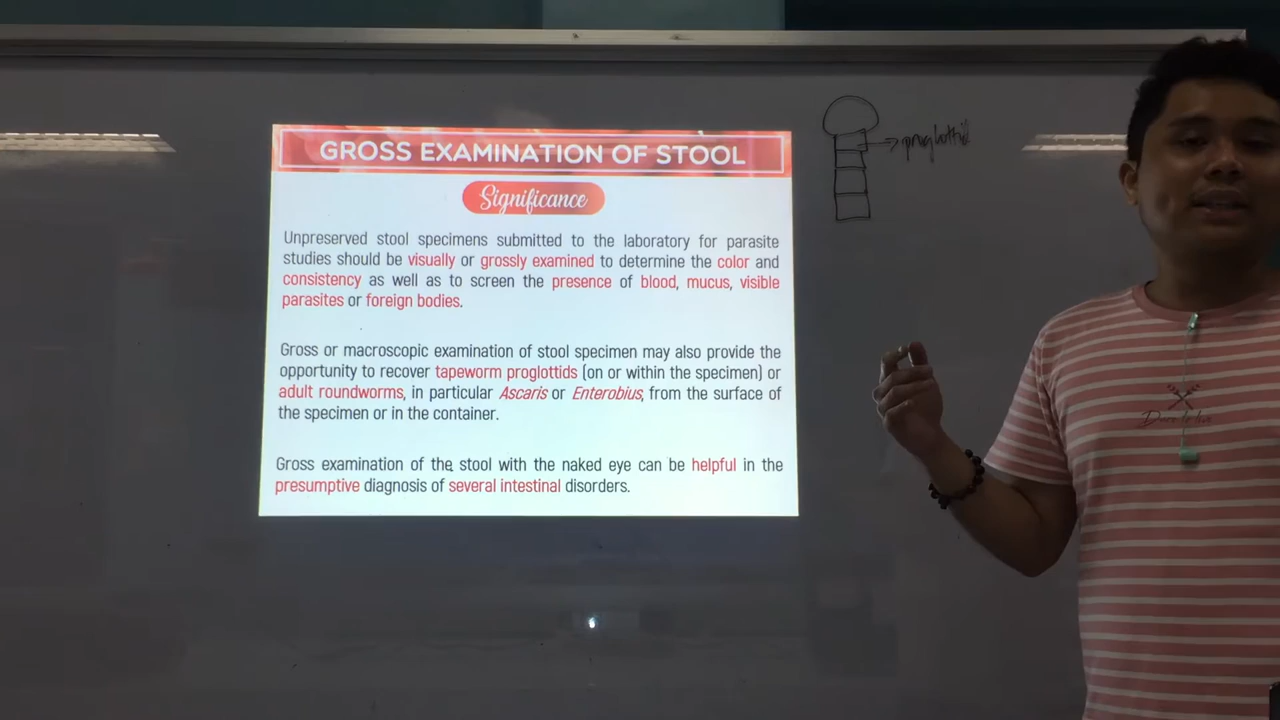 GROSS EXAMINATION OF STOOL
Significance
Unpreserved stool specimens submitted to the laboratory for parasite
studies should be visually or grossly examined to determine the color and
consistency as well as to screen the presence of blood, mucus, visible
parasites or foreign bodies.
Gross or macroscopic examination of stool specimen may also provide the
opportunity to recover tapeworm proglottids (on or within the specimen) or
adult roundworms, in particular Ascaris or Enterobius, from the surface of
the specimen or in the container.
Gross examination of the stool with the naked eye can be helpful in the
presumptive diagnosis of several intestinal disorders.
proglottid